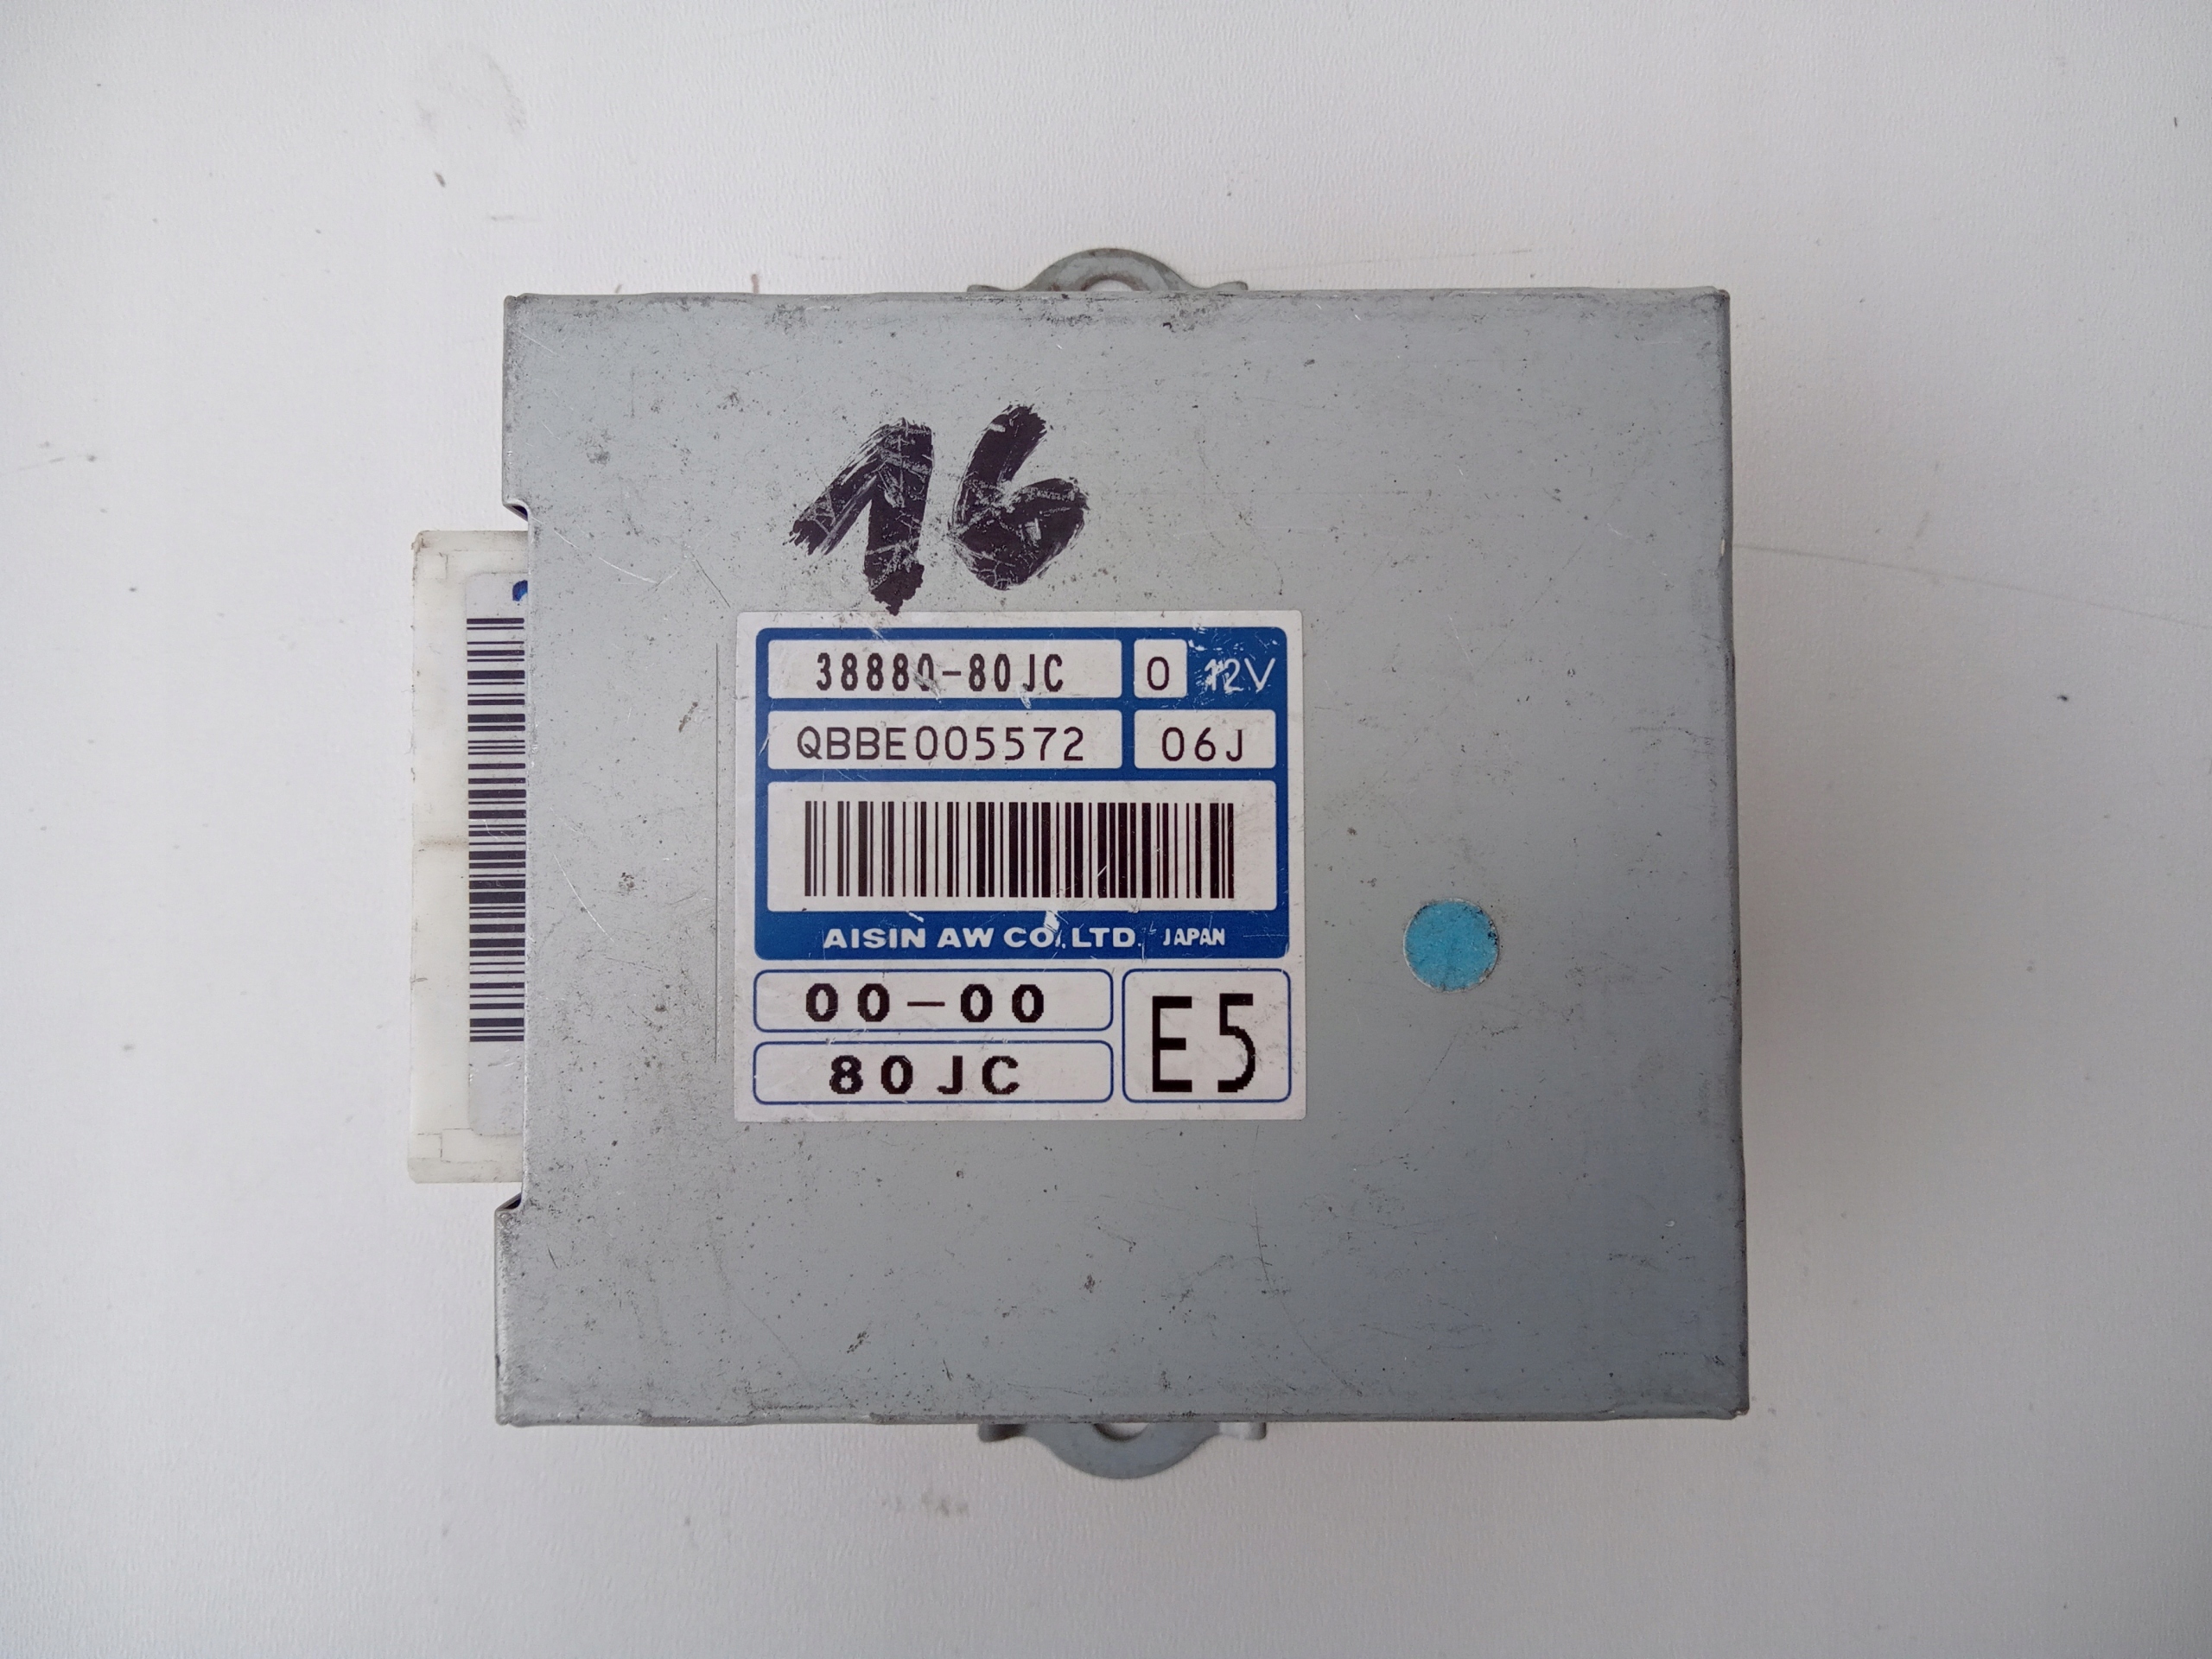 16
38880-80JC 0 12V
QBBE005572 06J
AISIN AW CO., LTD. JAPAN
00-00
80JC
E5